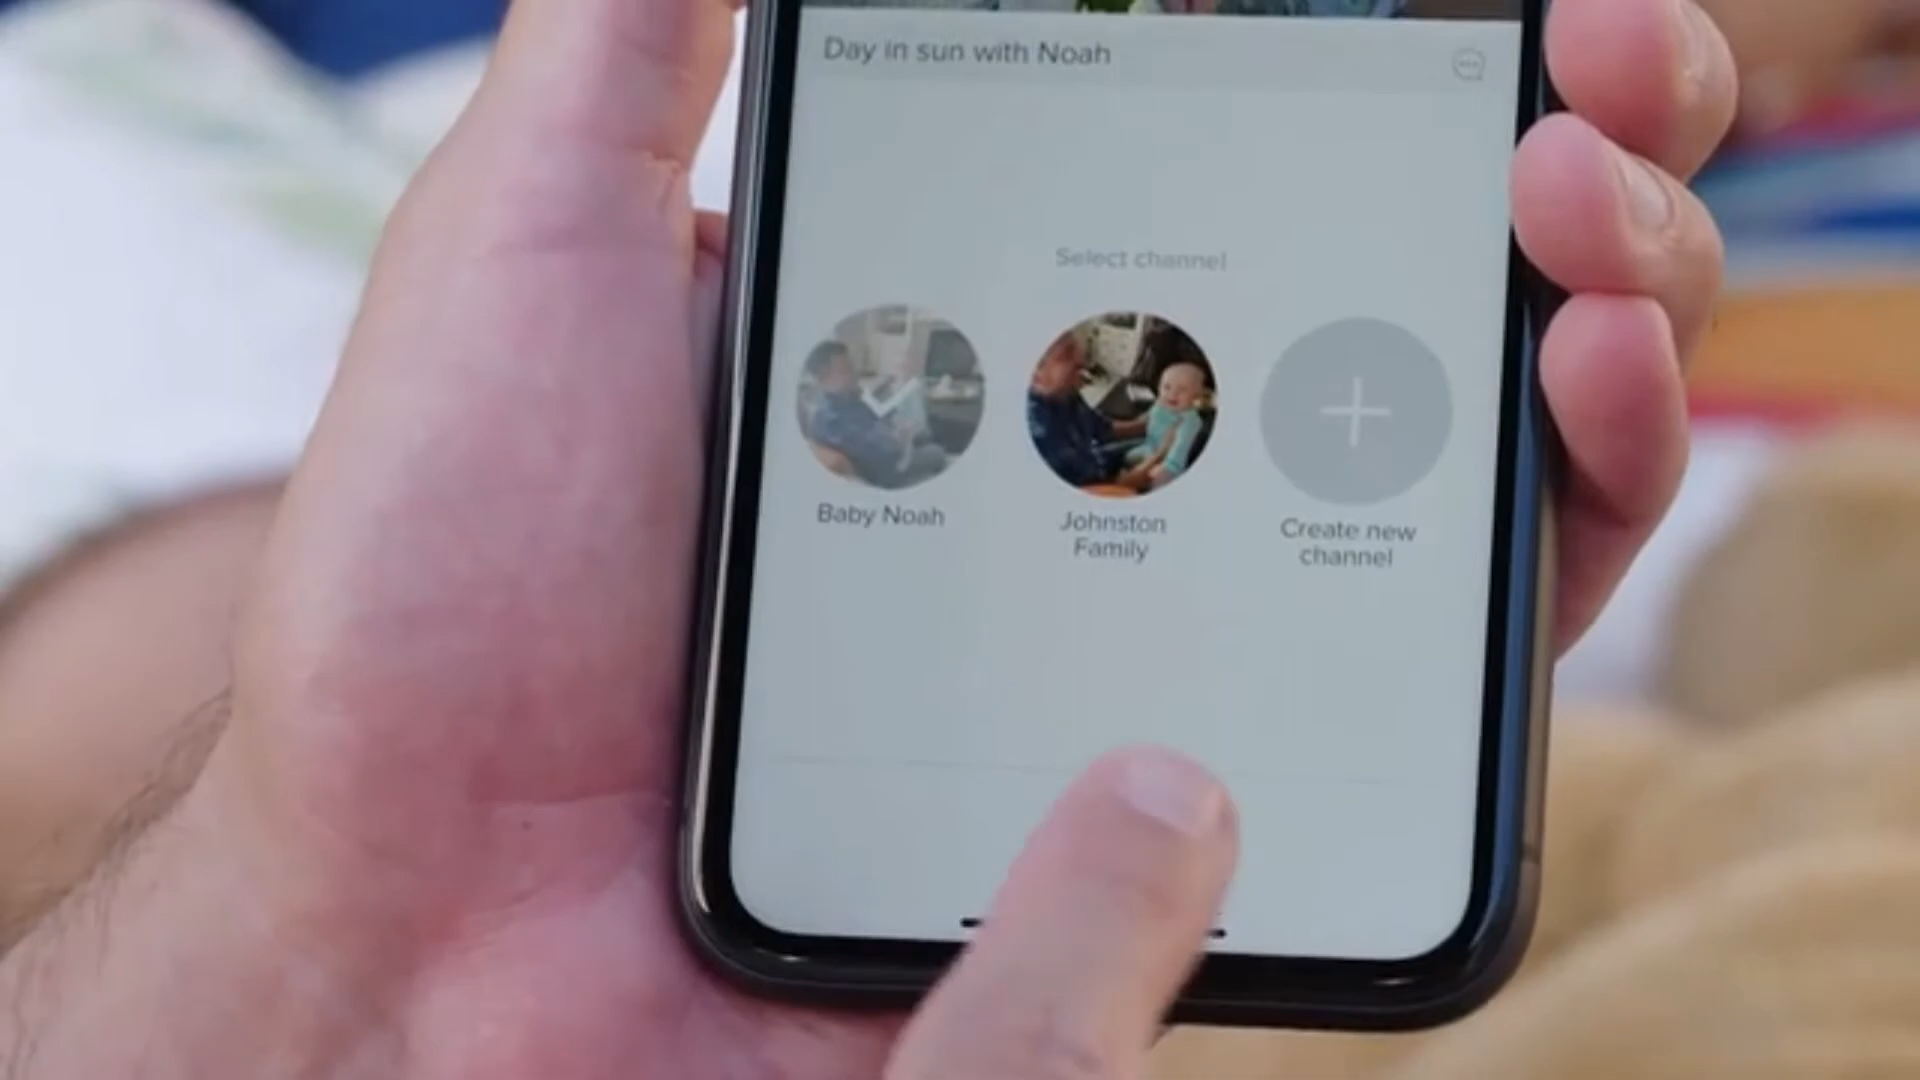 Day in sun with Noah
Select channel
Baby Noah
Johnston
Family
Create new
channel